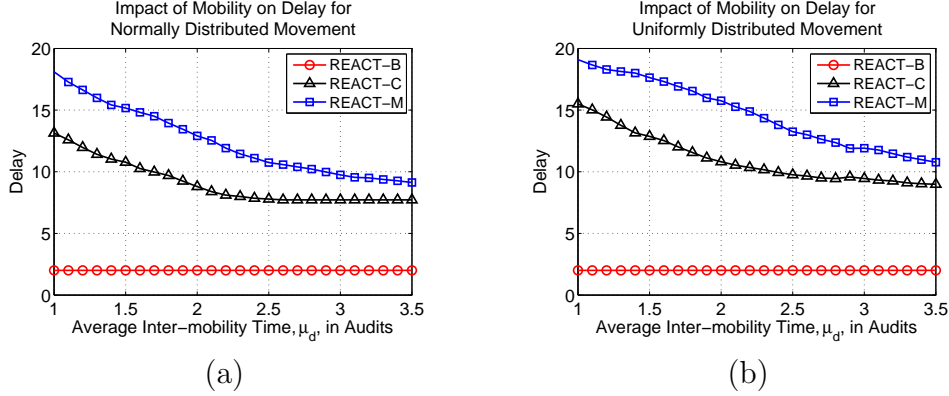 Impact of Mobility on Delay for
Normally Distributed Movement
20
15
10
5
0
Delay
REACT−B
REACT−C
REACT−M
1 1.5 2 2.5 3 3.5
Average Inter−mobility Time, μd, in Audits
(a)
Impact of Mobility on Delay for
Uniformly Distributed Movement
20
15
10
5
0
Delay
REACT−B
REACT−C
REACT−M
1 1.5 2 2.5 3 3.5
Average Inter−mobility Time, μd, in Audits
(b)